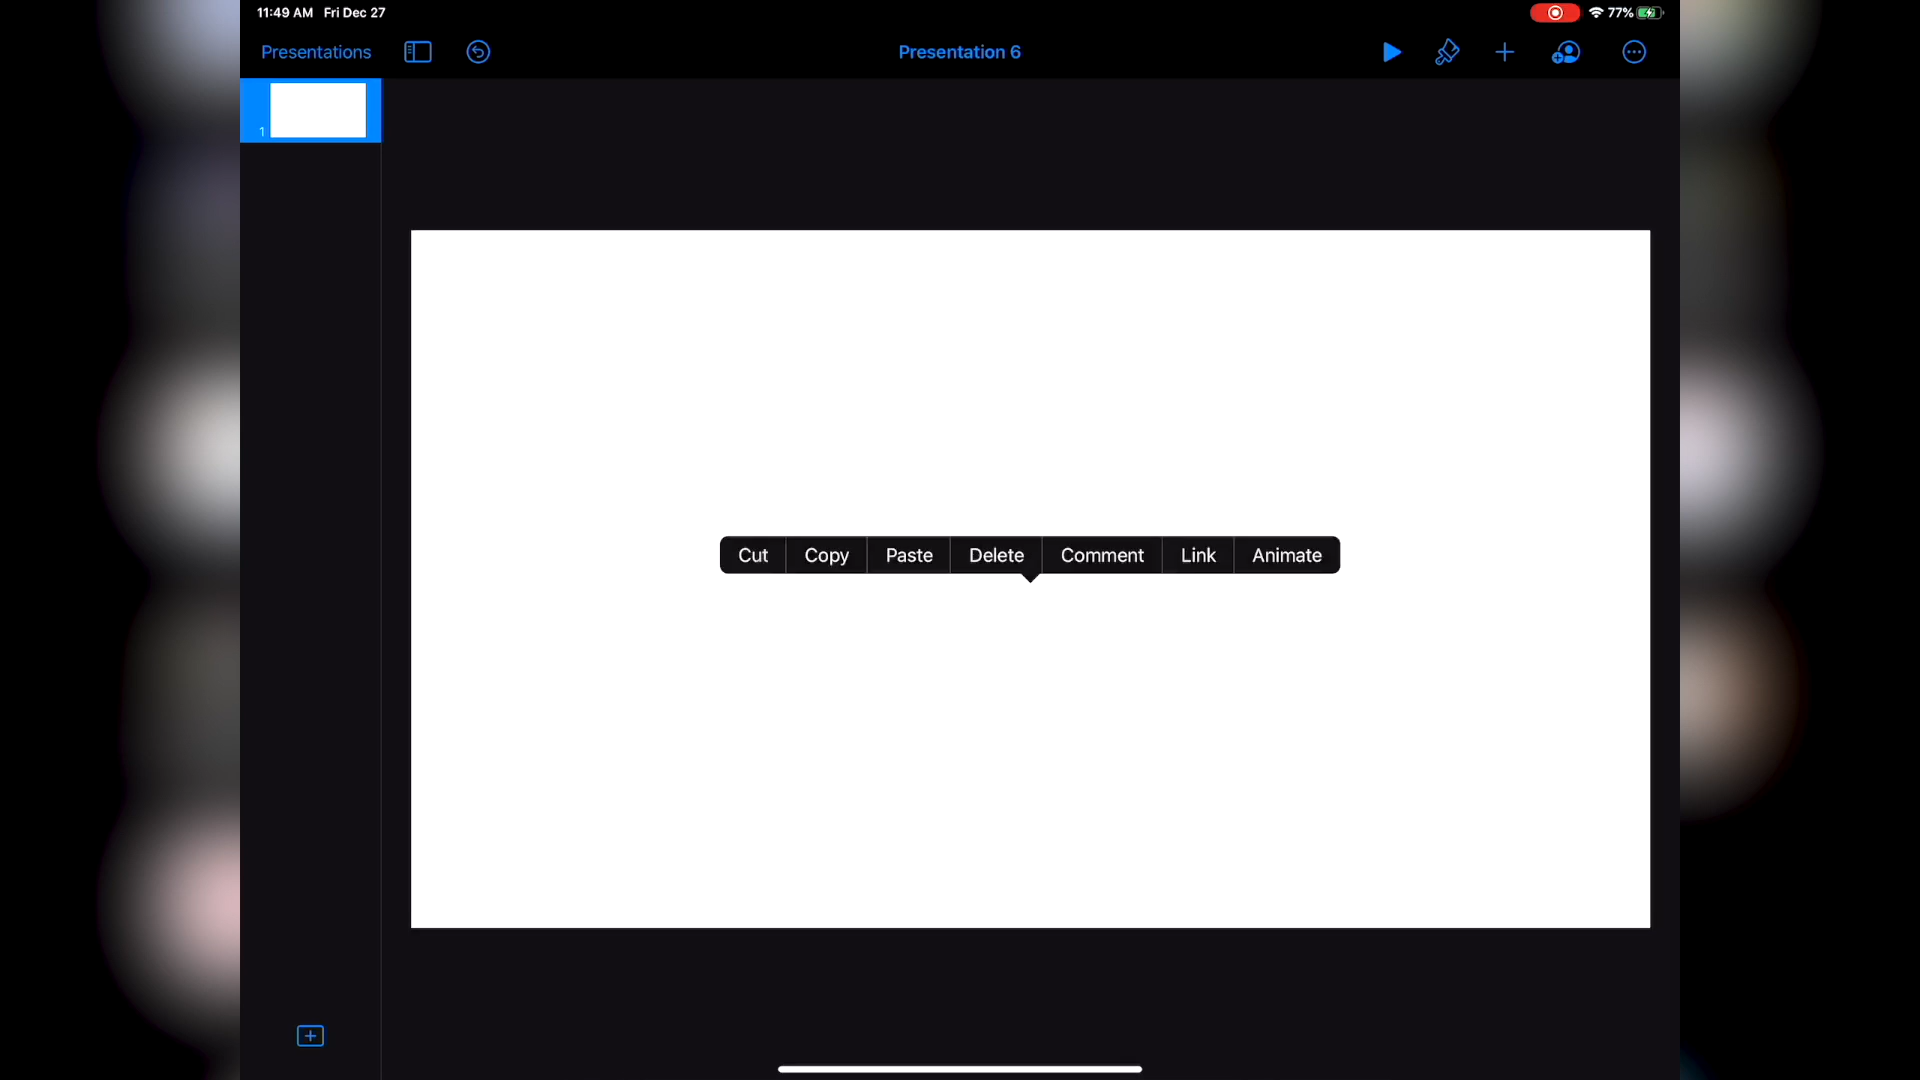 11:49 AM Fri Dec 27
77%
Presentations
Presentation 6
1
Cut Copy Paste Delete Comment Link Animate